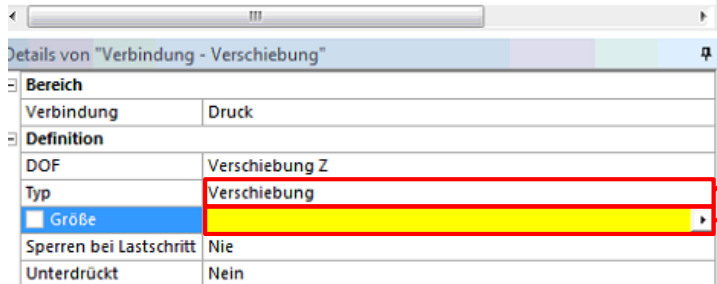 Details von "Verbindung - Verschiebung"
Bereich
Verbindung Druck
Definition
DOF Verschiebung Z
Typ Verschiebung
Größe
Sperren bei Lastschritt Nie
Unterdrückt Nein